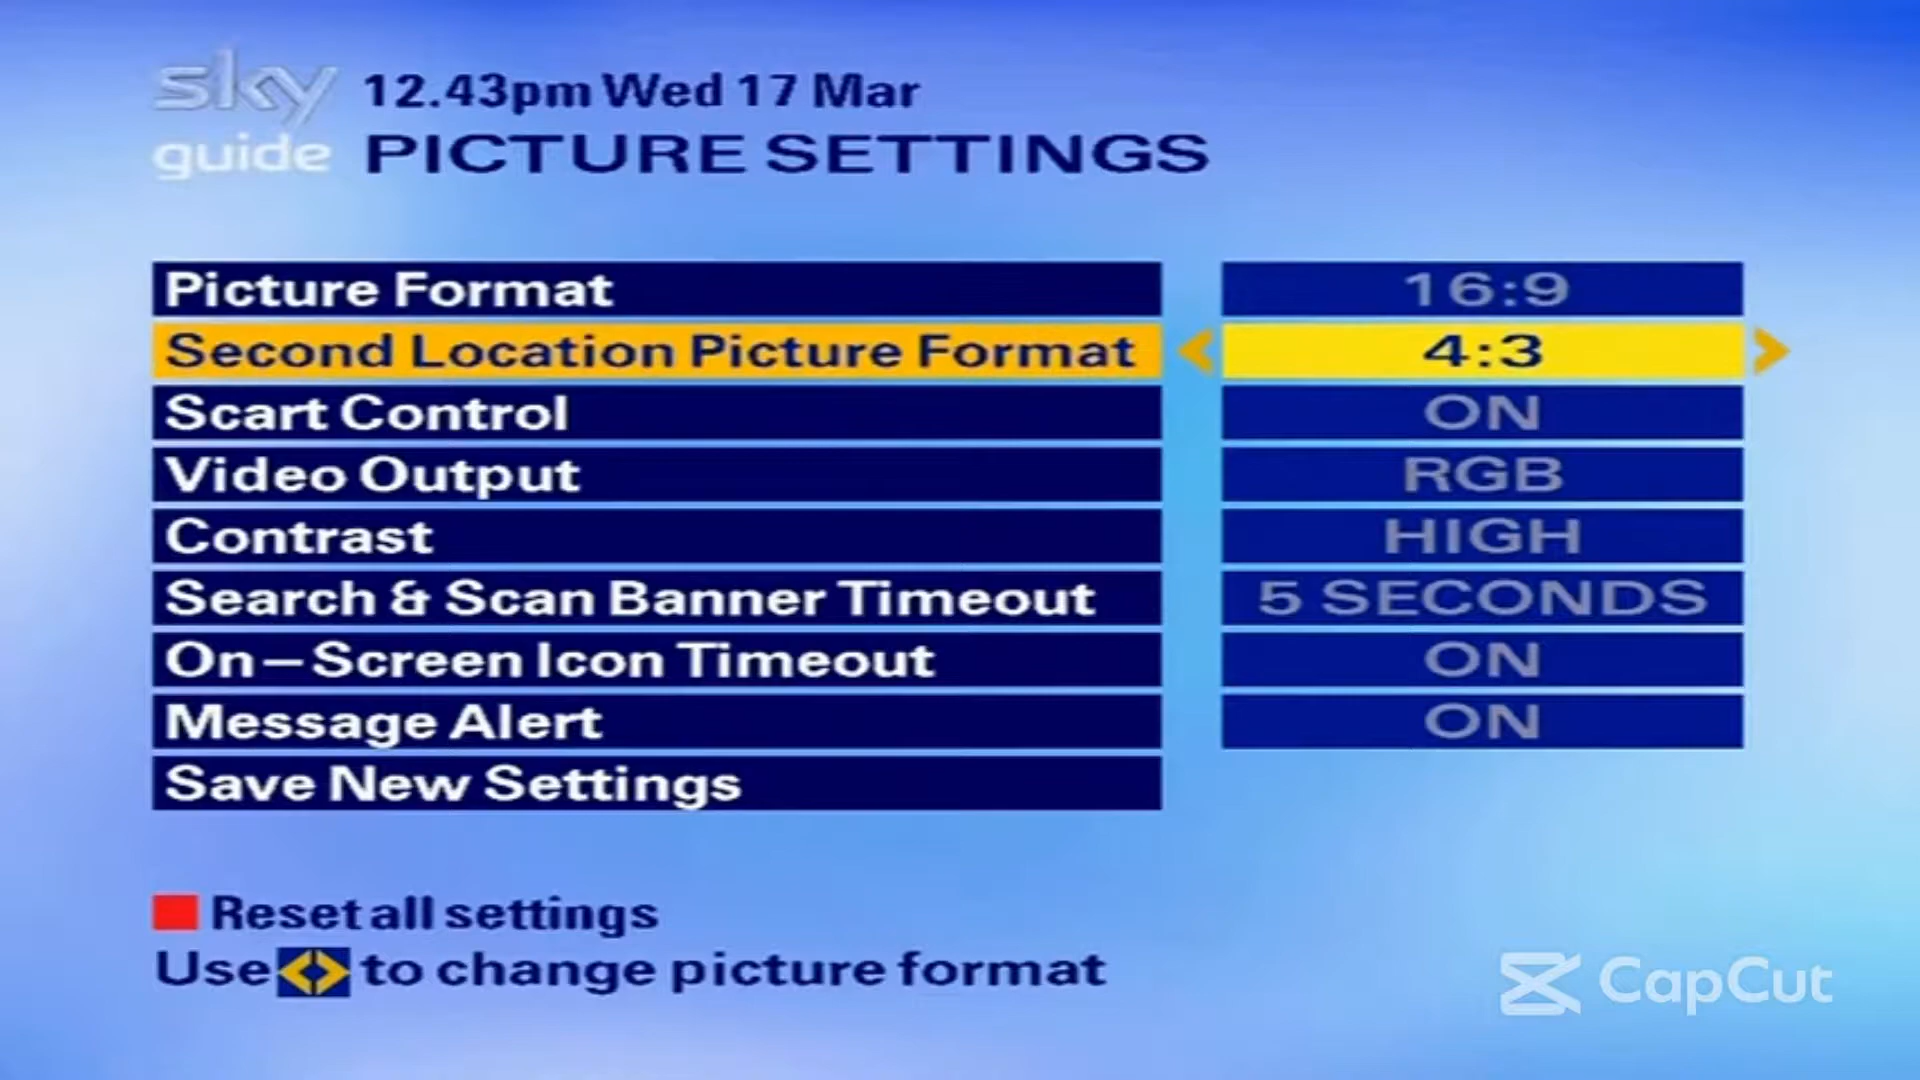 sky guide
12.43pm Wed 17 Mar
PICTURE SETTINGS
Picture Format 16:9
Second Location Picture Format 4:3
Scart Control ON
Video Output RGB
Contrast HIGH
Search & Scan Banner Timeout 5 SECONDS
On-Screen Icon Timeout ON
Message Alert ON
Save New Settings
Reset all settings
Use <> to change picture format
CapCut